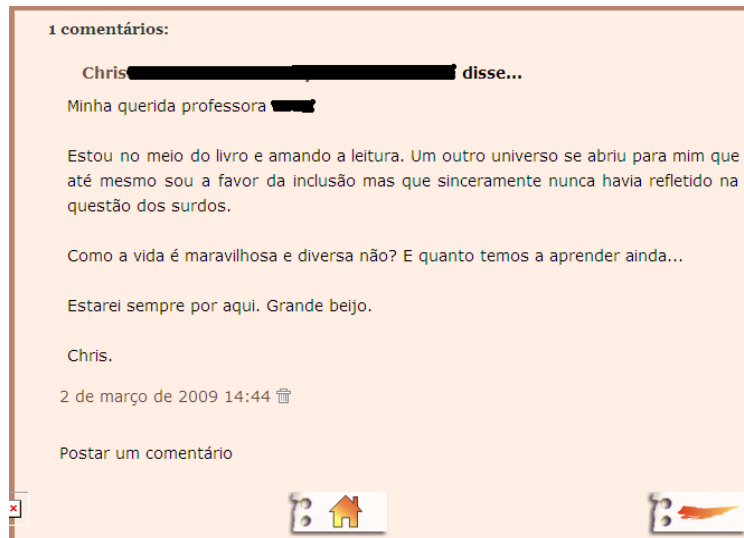 1 comentários:
Chris disse...
Minha querida professora
Estou no meio do livro e amando a leitura. Um outro universo se abriu para mim que
até mesmo sou a favor da inclusão mas que sinceramente nunca havia refletido na
questão dos surdos.
Como a vida é maravilhosa e diversa não? E quanto temos a aprender ainda...
Estarei sempre por aqui. Grande beijo.
Chris.
2 de março de 2009 14:44
Postar um comentário